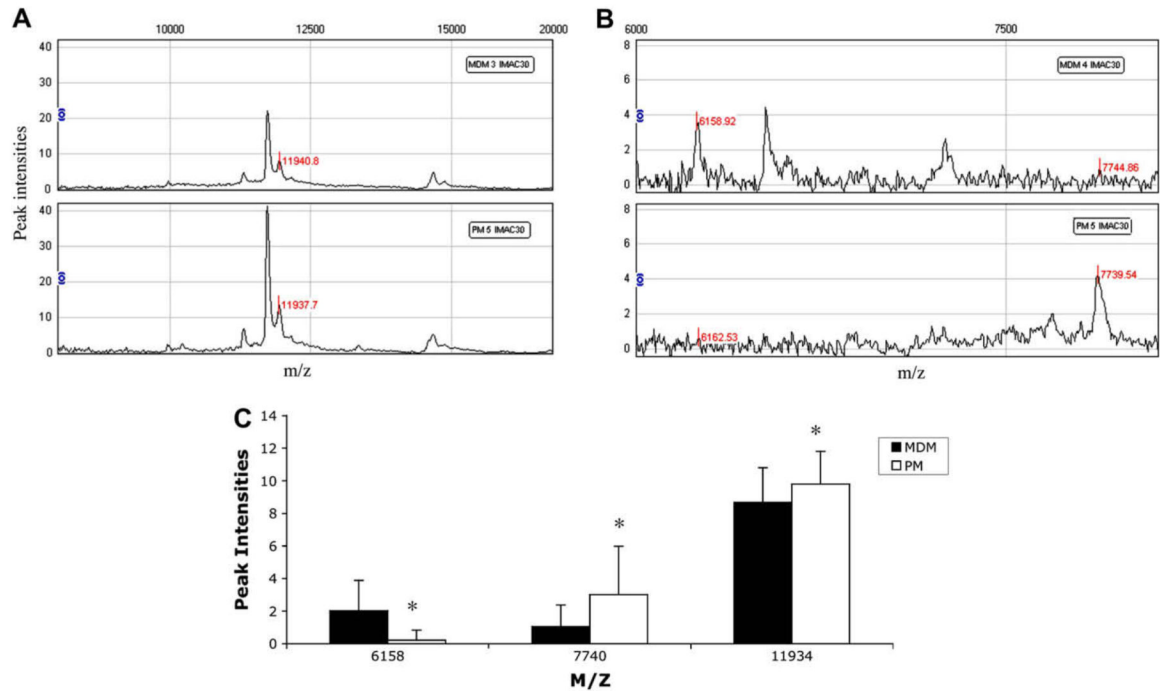 A
10000 12500 15000 20000
40
30
20
10
0
MDM 3 IMAC30
11940.8
Peak intensities
40
30
20
10
0
PM 5 IMAC30
11937.7
m/z
B
6000 7500
8
6
4
2
0
MDM 4 IMAC30
6158.92
7744.86
8
6
4
2
0
PM 5 IMAC30
7739.54
6162.53
m/z
C
14
12
10
8
6
4
2
0
Peak Intensities
* * *
MDM
PM
6158 7740 11934
M/Z